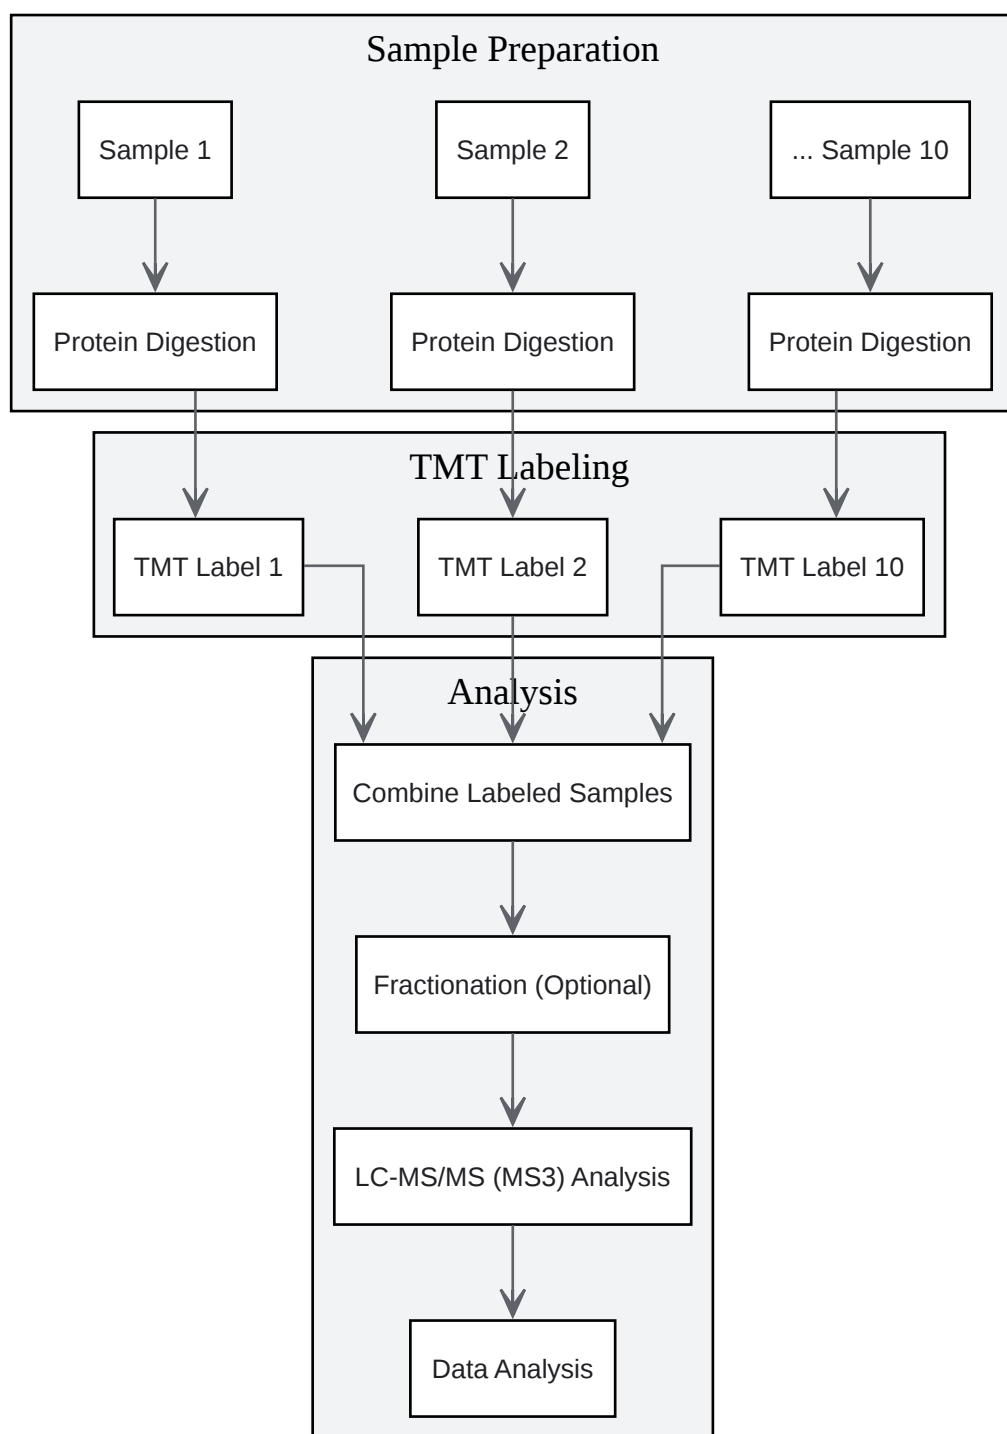 Sample Preparation
Sample 1
Sample 2
... Sample 10
Protein Digestion
Protein Digestion
Protein Digestion
TMT Labeling
TMT Label 1
TMT Label 2
TMT Label 10
Analysis
Combine Labeled Samples
Fractionation (Optional)
LC-MS/MS (MS3) Analysis
Data Analysis